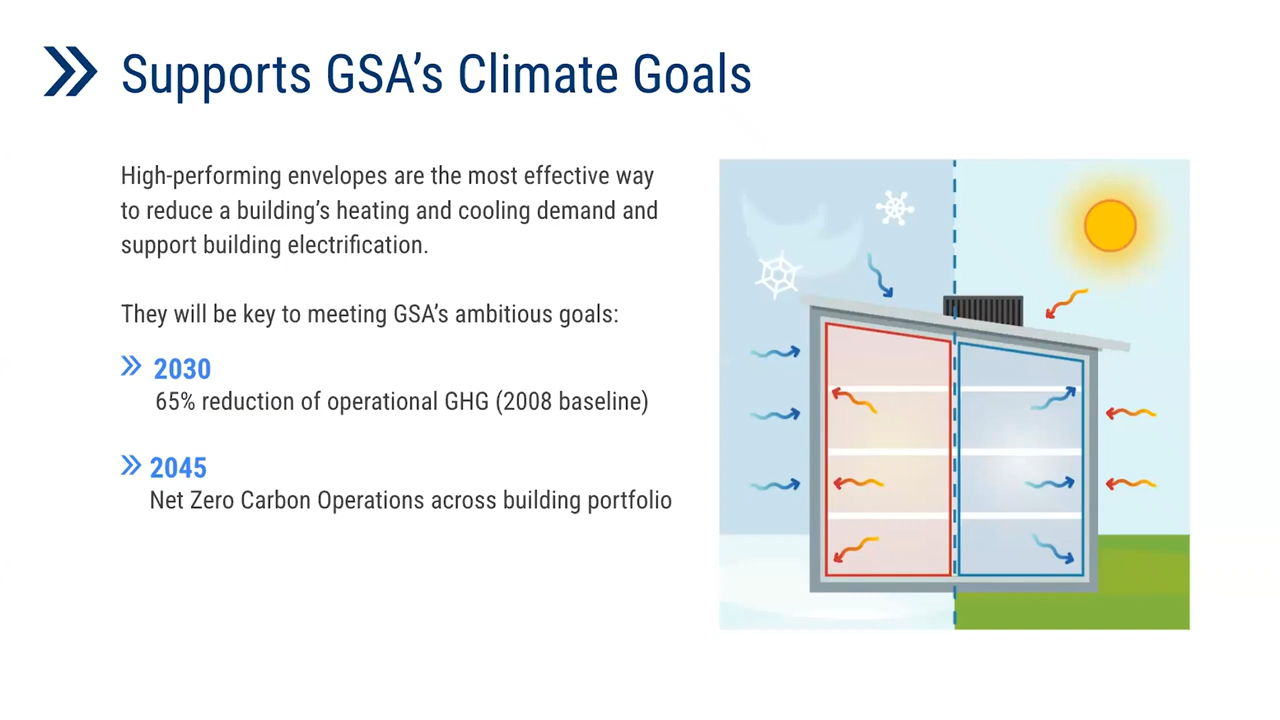 Supports GSA’s Climate Goals
High-performing envelopes are the most effective way
to reduce a building’s heating and cooling demand and
support building electrification.
They will be key to meeting GSA’s ambitious goals:
2030
65% reduction of operational GHG (2008 baseline)
2045
Net Zero Carbon Operations across building portfolio